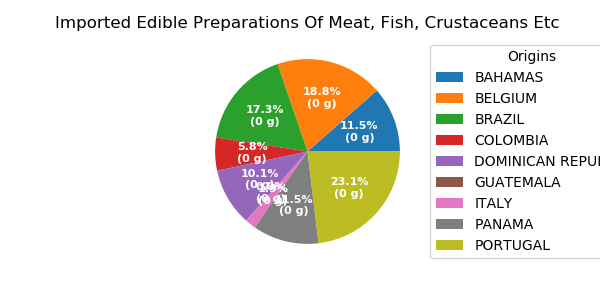 Imported Edible Preparations Of Meat, Fish, Crustaceans Etc
Origins
BAHAMAS
BELGIUM
BRAZIL
COLOMBIA
DOMINICAN
GUATEMALA
ITALY
PANAMA
PORTUGAL
18.8%
(0 g)
17.3%
(0 g)
11.5%
(0 g)
5.8%
(0 g)
10.1%
(0 g)
(0 g)
11.5%
(0 g)
23.1%
(0 g)